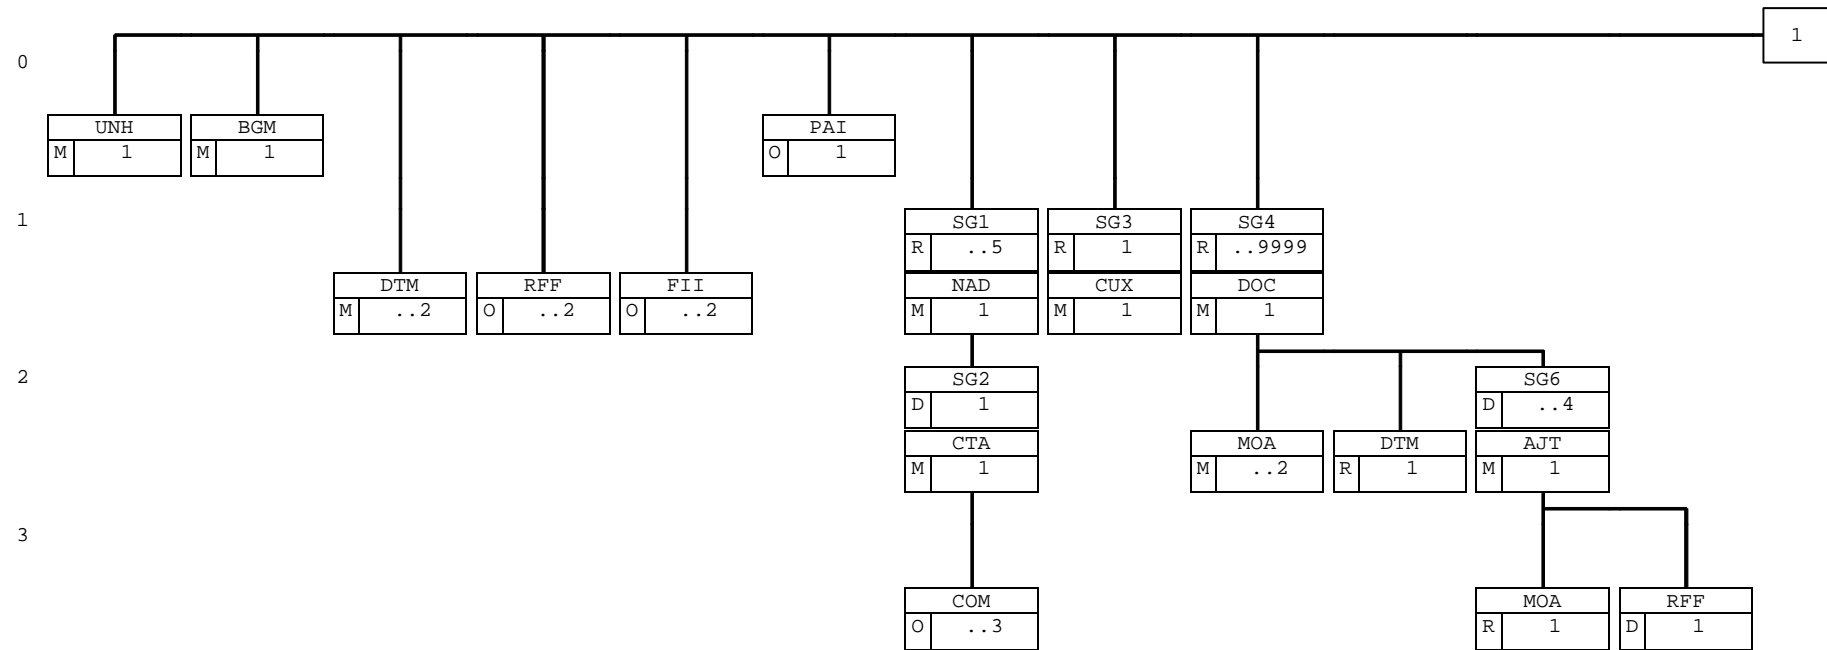 1
0
UNH BGM PAI
M 1 M 1 O 1
1 SG1 SG3 SG4
R ..5 R 1 R ..9999
DTM RFF FII NAD CUX DOC
M ..2 O ..2 O ..2 M 1 M 1 M 1
2 SG2 SG6
D 1 D ..4
CTA MOA DTM AJT
M 1 M ..2 R 1 M 1
3
COM MOA RFF
O ..3 R 1 D 1